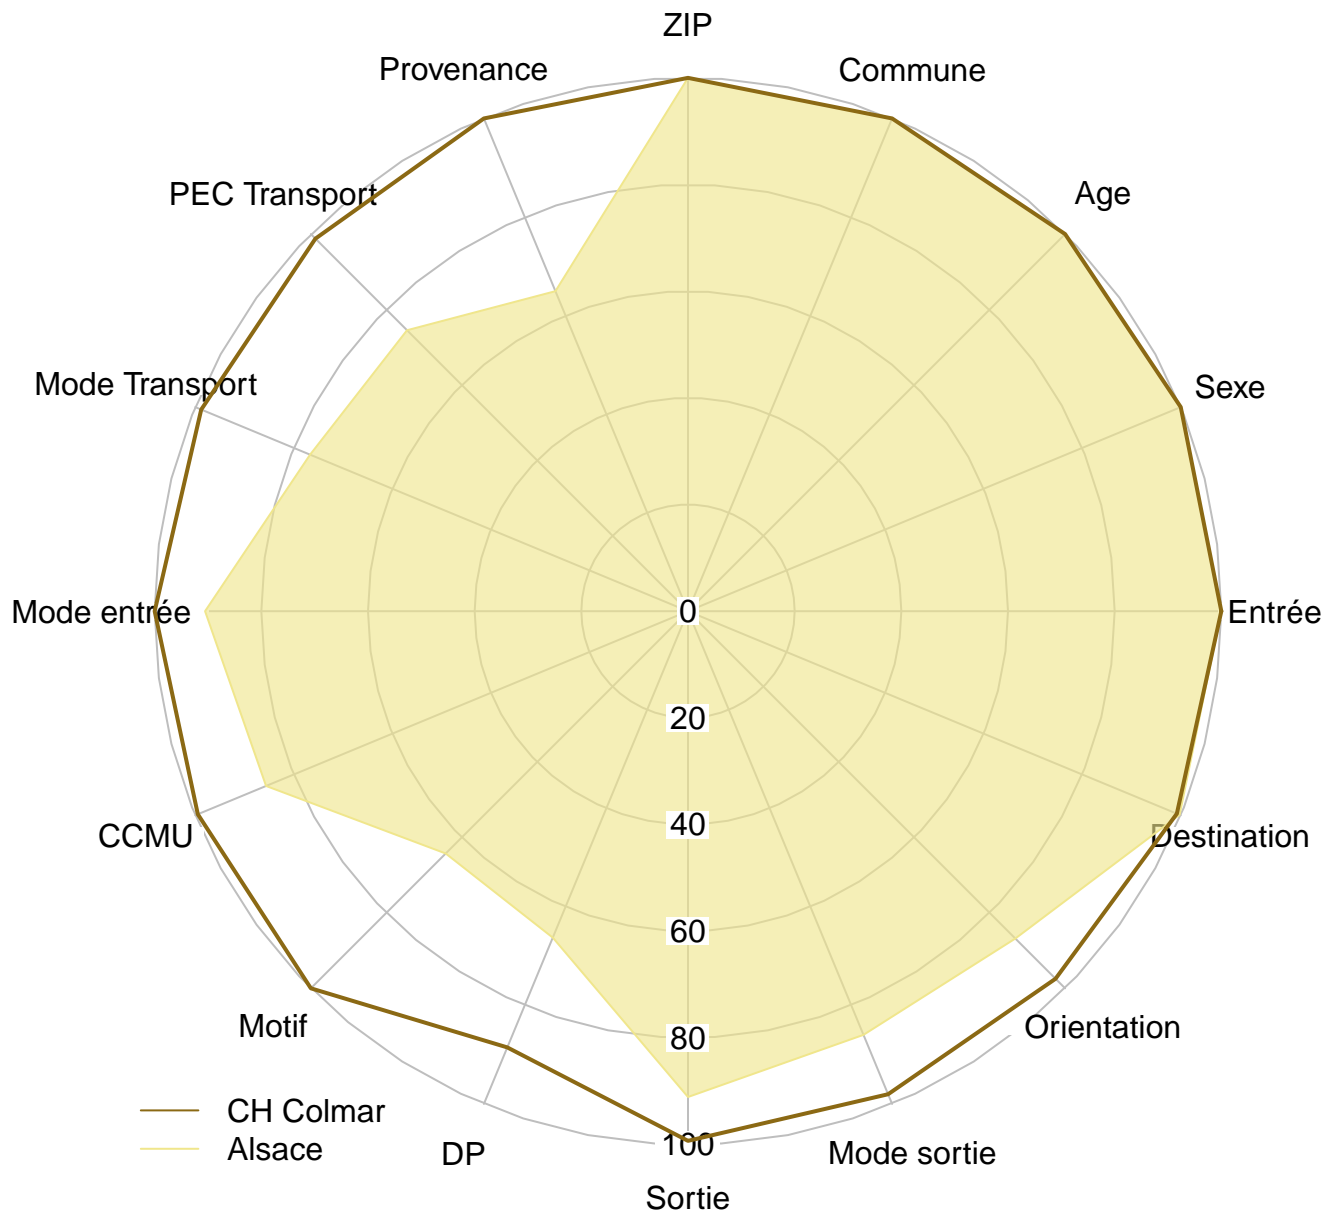 ZIP
Provenance
Commune
PEC Transport
Age
Mode Transport
Sexe
Mode entrée
0
Entrée
20
CCMU
40
Destination
60
Motif
80
Orientation
CH Colmar
Alsace
DP
100
Mode sortie
Sortie